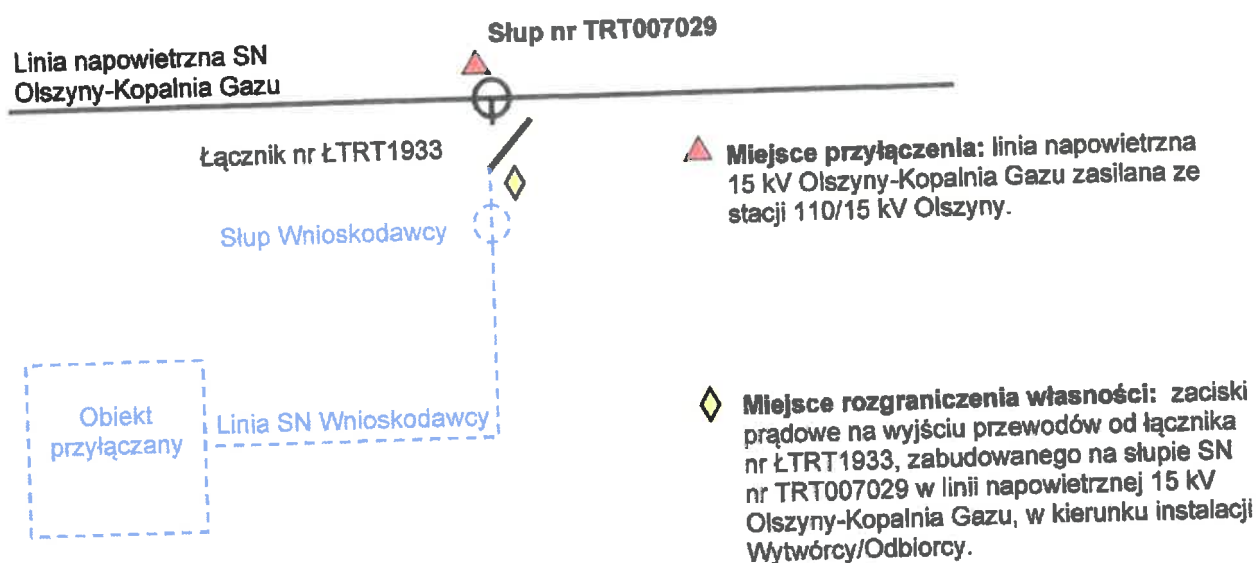 Słup nr TRT007029
Linia napowietrzna SN
Olszyny-Kopalnia Gazu
Łącznik nr ŁTRT1933
Miejsce przyłączenia: linia napowietrzna
15 kV Olszyny-Kopalnia Gazu zasilana ze
stacji 110/15 kV Olszyny.
Słup Wnioskodawcy
Obiekt
przyłączany
Linia SN Wnioskodawcy
Miejsce rozgraniczenia własności: zaciski
prądowe na wyjściu przewodów od łącznika
nr ŁTRT1933, zabudowanego na słupie SN
nr TRT007029 w linii napowietrznej 15 kV
Olszyny-Kopalnia Gazu, w kierunku instalacji
Wytwórcy/Odbiorcy.